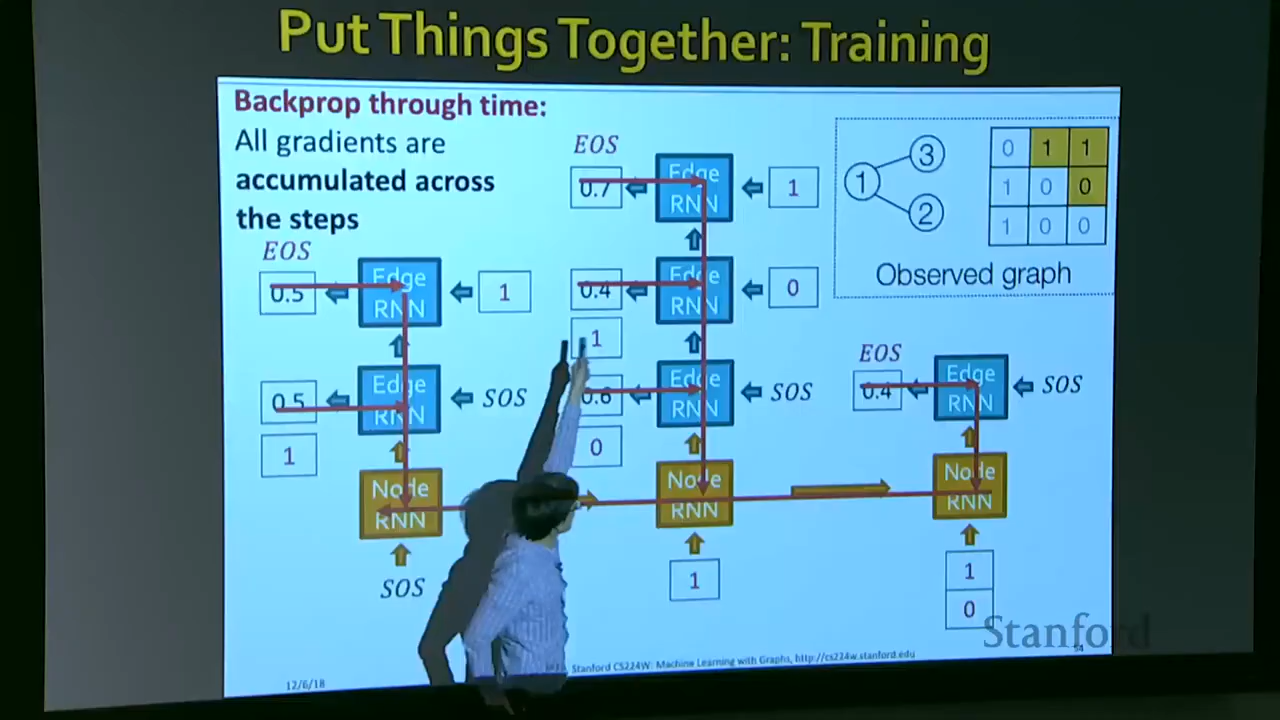 Put Things Together: Training
Backprop through time:
All gradients are
accumulated across
the steps
EOS
0.5
Edge
RNN
1
0.5
1
Edge
RNN
SOS
Node
RNN
SOS
EOS
0.7
Edge
RNN
1
0.4
1
Edge
RNN
0
0.6
0
Edge
RNN
SOS
Node
RNN
1
EOS
0.4
Edge
RNN
SOS
Node
RNN
1
0
1
3
2
0 1 1
1 0 0
1 0 0
Observed graph
Stanford
Stanford CS224W: Machine Learning with Graphs, http://cs224w.stanford.edu
12/6/18